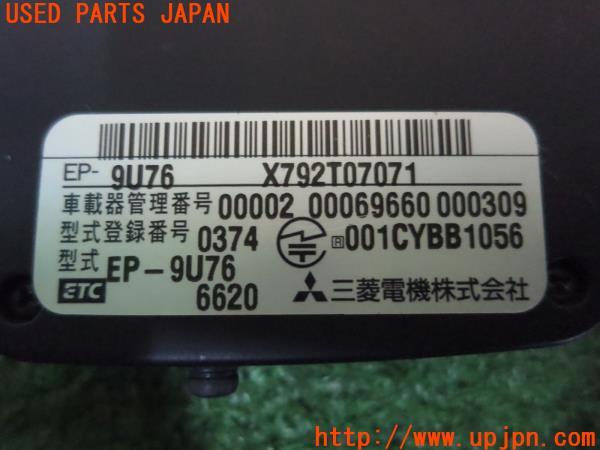 USED PARTS JAPAN
EP- 9U76 X792T07071
車載器管理番号 00002 00069660 000309
型式登録番号 0374 R 001CYBB1056
型式 EP-9U76
ETC 6620 三菱電機株式会社
http://www.upjpn.com/